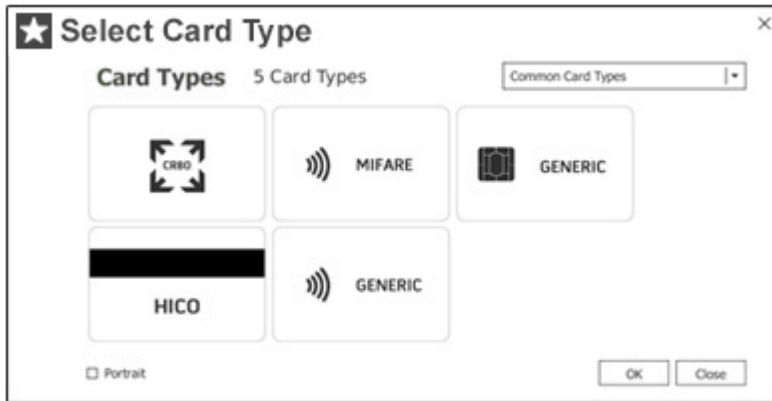 Select Card Type
Card Types 5 Card Types Common Card Types
CR80 MIFARE GENERIC
HICO GENERIC
Portrait OK Close